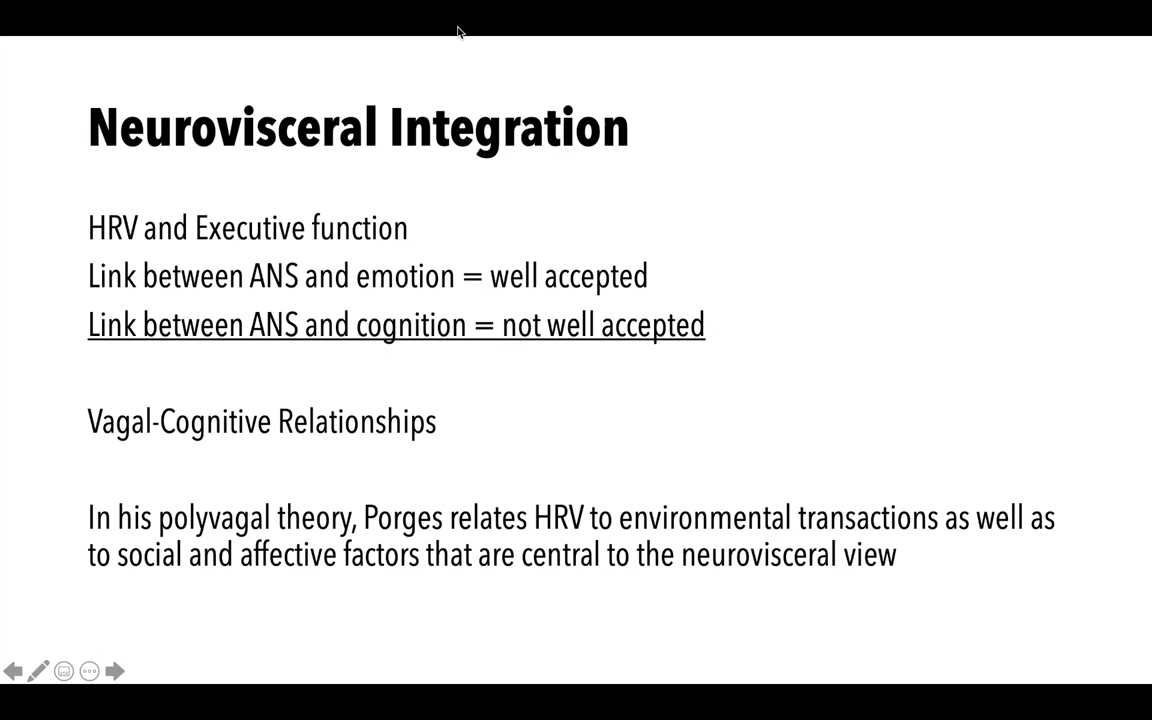 Neurovisceral Integration
HRV and Executive function
Link between ANS and emotion = well accepted
Link between ANS and cognition = not well accepted
Vagal-Cognitive Relationships
In his polyvagal theory, Porges relates HRV to environmental transactions as well as
to social and affective factors that are central to the neurovisceral view